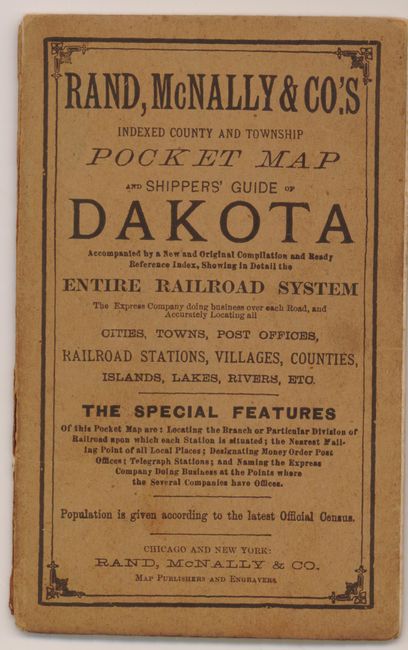 RAND, McNALLY & CO.'S
INDEXED COUNTY AND TOWNSHIP
POCKET MAP
AND SHIPPERS' GUIDE OF
DAKOTA
Accompanied by a New and Original Compilation and Ready
Reference Index, Showing in Detail the
ENTIRE RAILROAD SYSTEM
The Express Company doing business over each Road, and
Accurately Locating all
CITIES, TOWNS, POST OFFICES,
RAILROAD STATIONS, VILLAGES, COUNTIES,
ISLANDS, LAKES, RIVERS, ETC.
THE SPECIAL FEATURES
Of this Pocket Map are: Locating the Branch or Particular Division of
Railroad upon which each Station is situated; the Nearest Mail-
ing Point of all Local Places; Designating Money Order Post
Offices; Telegraph Stations; and Naming the Express
Company Doing Business at the Points where
the Several Companies have Offices.
Population is given according to the latest Official Census.
CHICAGO AND NEW YORK:
RAND, McNALLY & CO.
MAP PUBLISHERS AND ENGRAVERS.